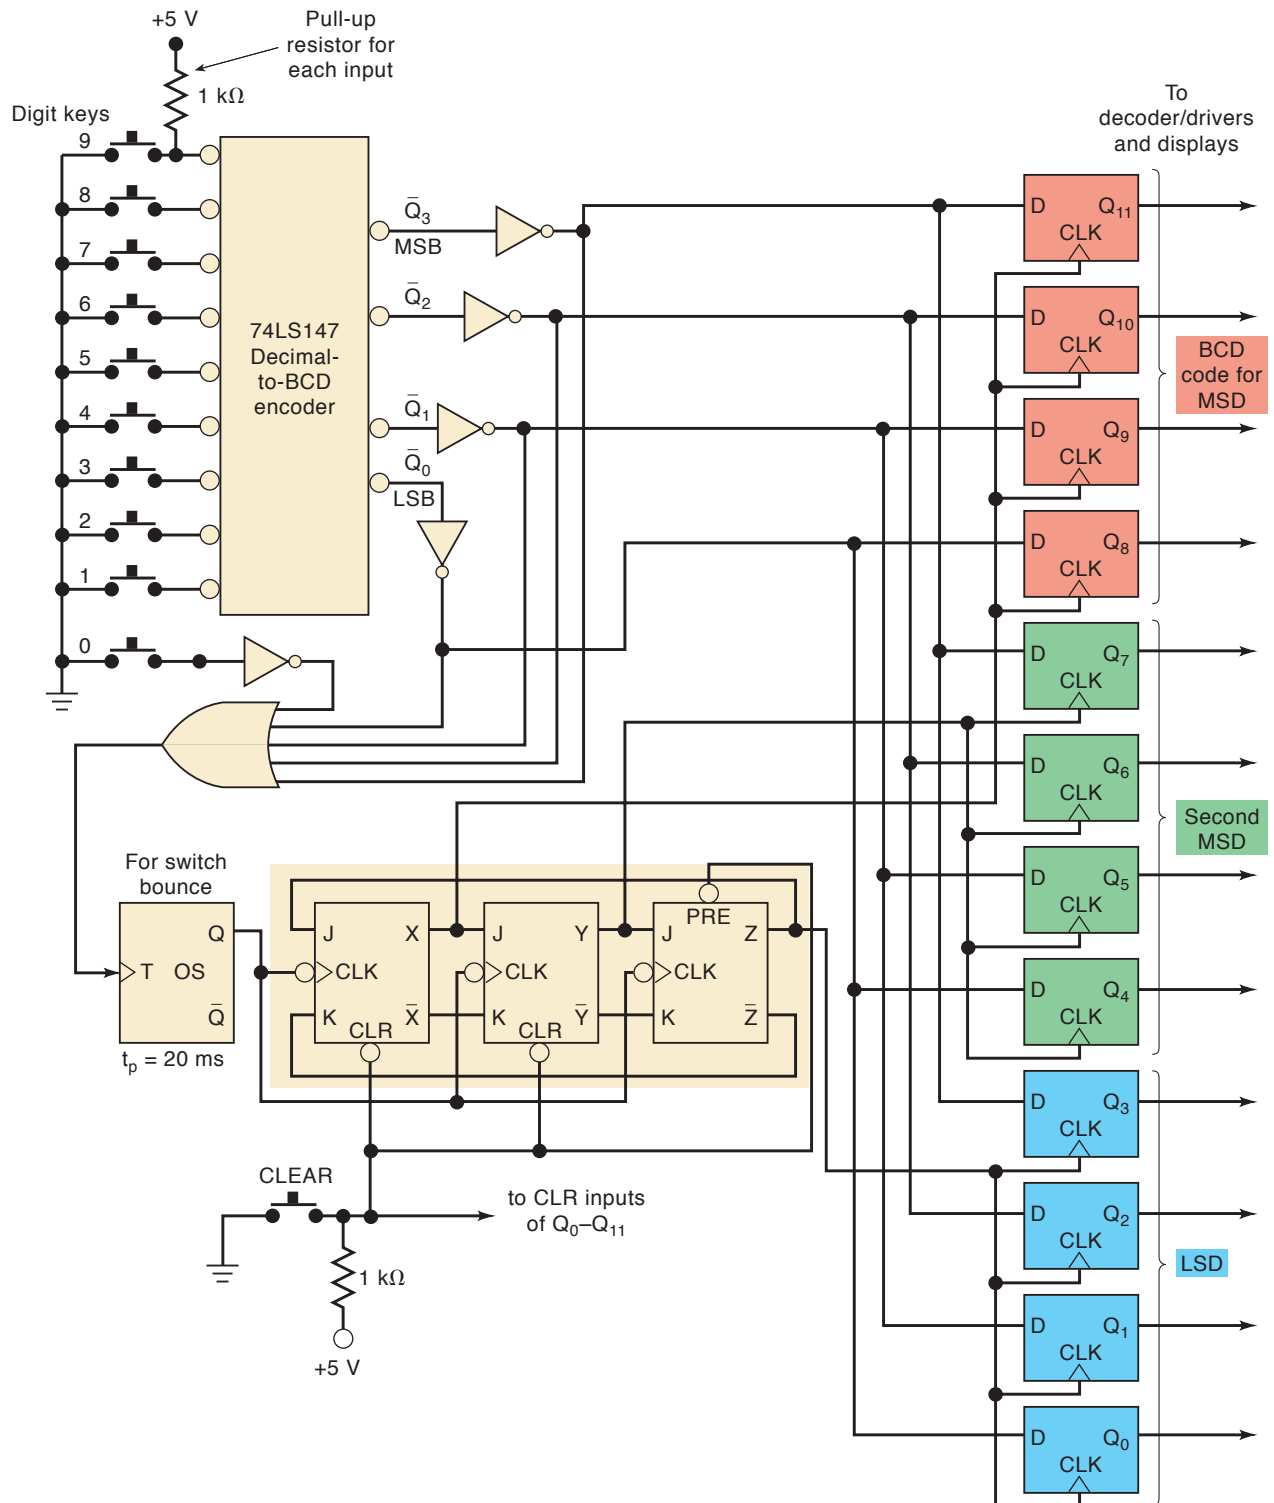 +5 V
Pull-up
resistor for
each input
1 kΩ
Digit keys
9
8
7
6
5
4
3
2
1
0
74LS147
Decimal-
to-BCD
encoder
Q̅3
MSB
Q̅2
Q̅1
Q̅0
LSB
To
decoder/drivers
and displays
D Q11
CLK
D Q10
CLK
D Q9
CLK
D Q8
CLK
BCD
code for
MSD
D Q7
CLK
D Q6
CLK
D Q5
CLK
D Q4
CLK
Second
MSD
D Q3
CLK
D Q2
CLK
D Q1
CLK
D Q0
CLK
LSD
For switch
bounce
Q
T OS
Q̅
tp = 20 ms
J X
CLK
K X̅
CLR
J Y
CLK
K Y̅
CLR
PRE
J Z
CLK
K Z̅
CLEAR
to CLR inputs
of Q0–Q11
1 kΩ
+5 V